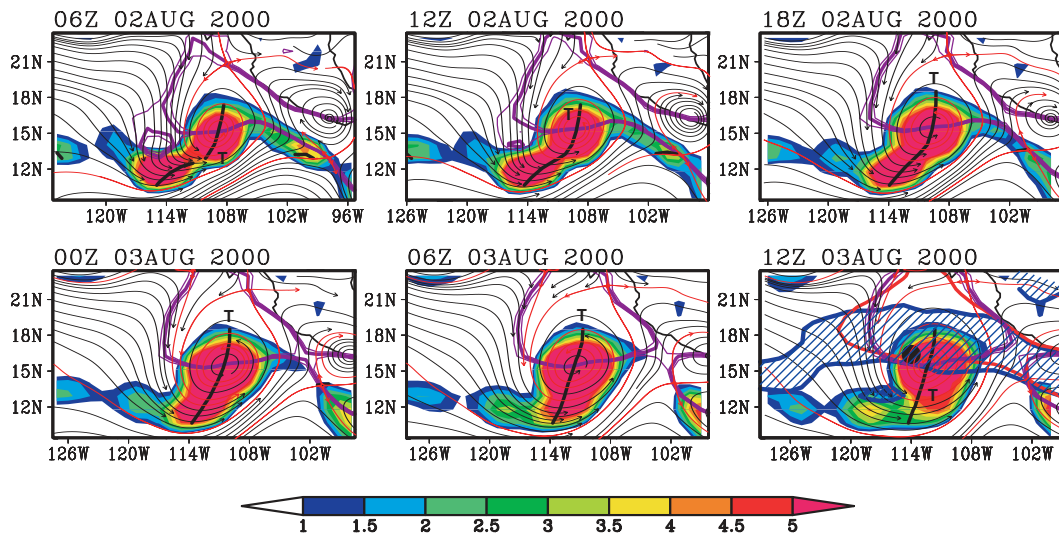 06Z 02AUG 2000 12Z 02AUG 2000 18Z 02AUG 2000
21N 21N 21N
18N 18N T 18N
T
15N 15N 15N
T
12N 12N 12N
120W 114W 108W 102W 96W 126W 120W 114W 108W 102W 126W 120W 114W 108W 102W
00Z 03AUG 2000 06Z 03AUG 2000 12Z 03AUG 2000
21N 21N 21N
T T
18N 18N 18N
15N 15N 15N
12N 12N T 12N
126W 120W 114W 108W 102W 126W 120W 114W 108W 102W 126W 120W 114W 108W 102W
1 1.5 2 2.5 3 3.5 4 4.5 5